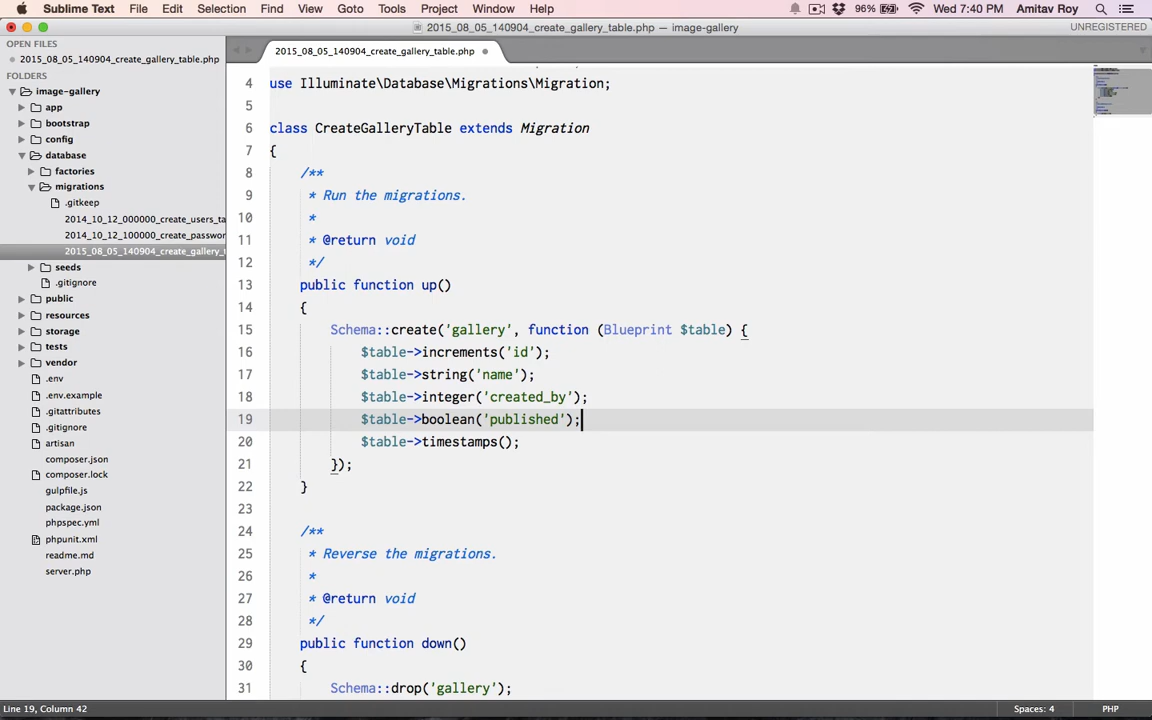 Sublime Text File Edit Selection Find View Goto Tools Project Window Help 96% Wed 7:40 PM Amitav Roy
2015_08_05_140904_create_gallery_table.php — image-gallery UNREGISTERED
OPEN FILES
2015_08_05_140904_create_gallery_table.php
FOLDERS
image-gallery
app
bootstrap
config
database
factories
migrations
.gitkeep
2014_10_12_000000_create_users_ta
2014_10_12_100000_create_passwor
2015_08_05_140904_create_gallery_t
seeds
.gitignore
public
resources
storage
tests
vendor
.env
.env.example
.gitattributes
.gitignore
artisan
composer.json
composer.lock
gulpfile.js
package.json
phpspec.yml
phpunit.xml
readme.md
server.php
2015_08_05_140904_create_gallery_table.php
4 use Illuminate\Database\Migrations\Migration;
5
6 class CreateGalleryTable extends Migration
7 {
8 /**
9 * Run the migrations.
10 *
11 * @return void
12 */
13 public function up()
14 {
15 Schema::create('gallery', function (Blueprint $table) {
16 $table->increments('id');
17 $table->string('name');
18 $table->integer('created_by');
19 $table->boolean('published');
20 $table->timestamps();
21 });
22 }
23
24 /**
25 * Reverse the migrations.
26 *
27 * @return void
28 */
29 public function down()
30 {
31 Schema::drop('gallery');
Line 19, Column 42 Spaces: 4 PHP